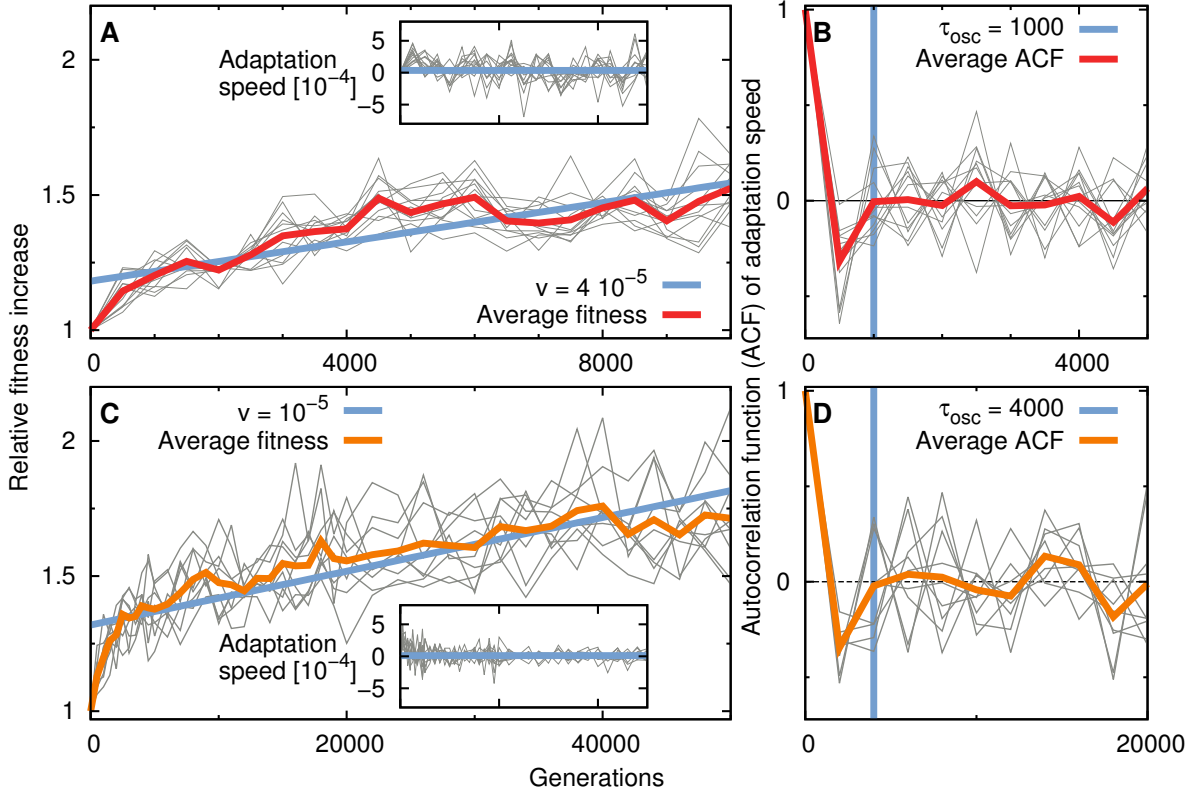 A
Adaptation
speed [10⁻⁴]
5
0
−5
2
1.5
1
v = 4 10⁻⁵
Average fitness
0
4000
8000
B
τosc = 1000
Average ACF
1
0
0
4000
C
v = 10⁻⁵
Average fitness
2
1.5
1
Adaptation
speed [10⁻⁴]
5
0
−5
0
20000
40000
D
τosc = 4000
Average ACF
1
0
0
20000
Relative fitness increase
Autocorrelation function (ACF) of adaptation speed
Generations